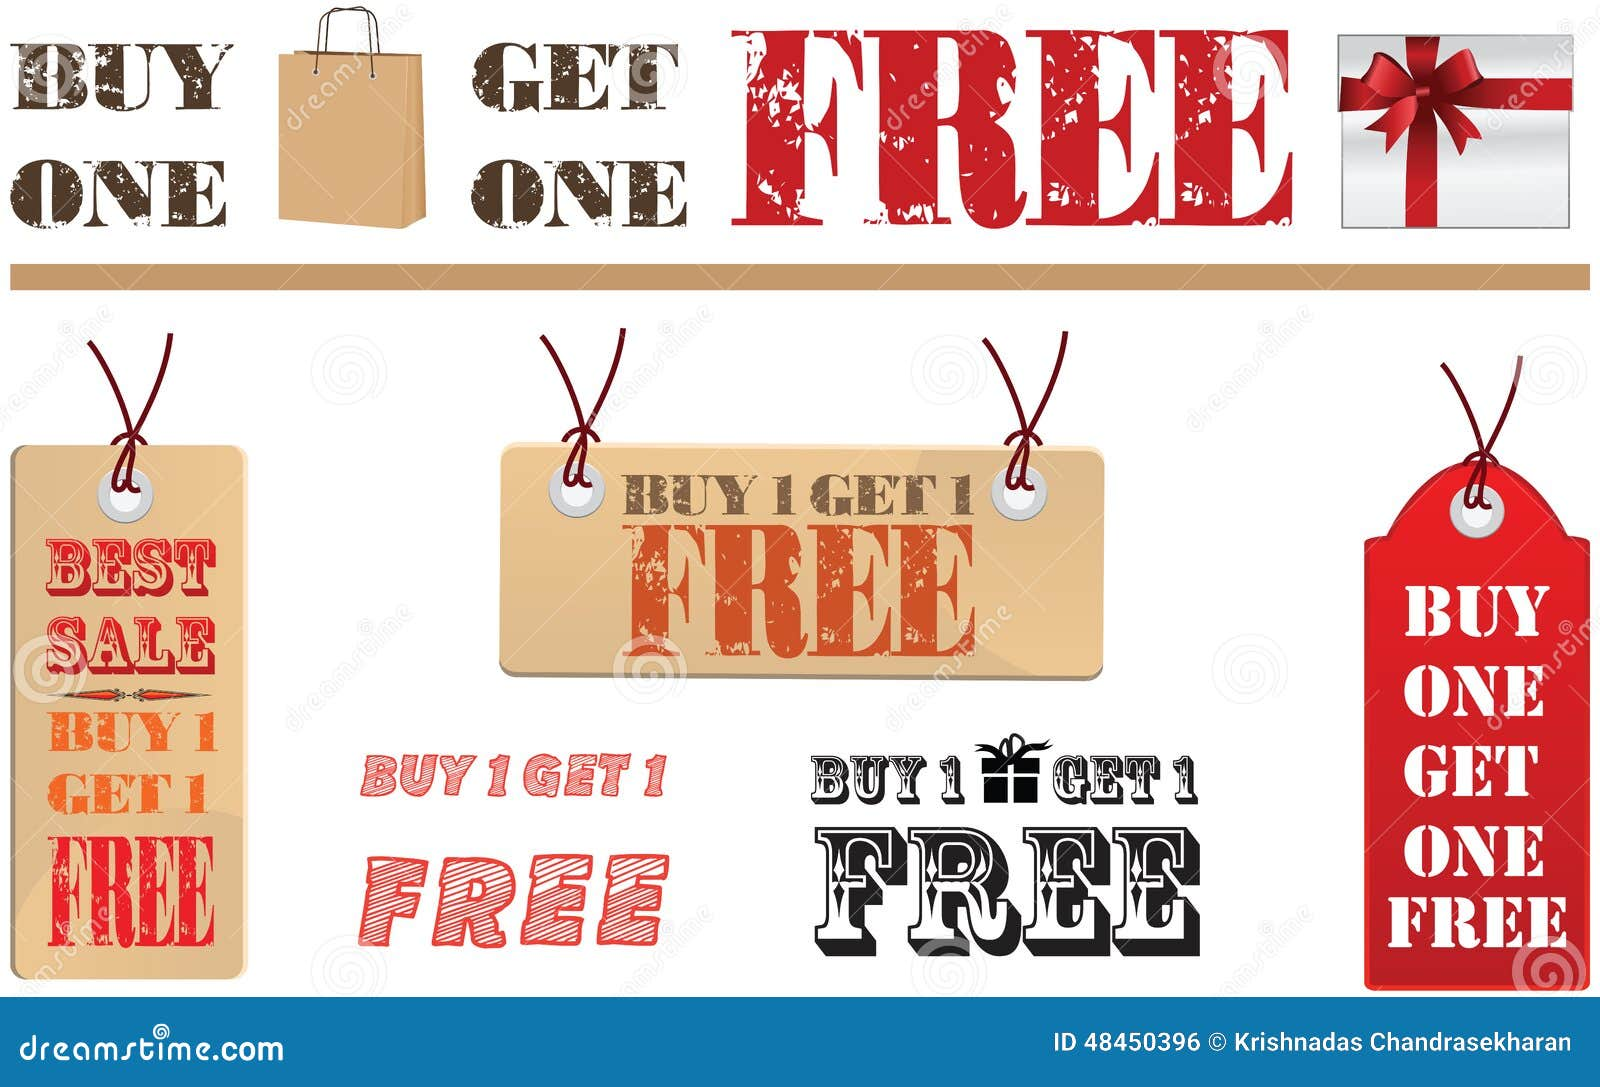 BUY
ONE
GET
ONE
FREE
BEST
SALE
BUY 1
GET 1
FREE
BUY 1 GET 1
FREE
BUY 1 GET 1
FREE
BUY 1 GET 1
FREE
BUY
ONE
GET
ONE
FREE
dreamstime.com
ID 48450396 © Krishnadas Chandrasekharan